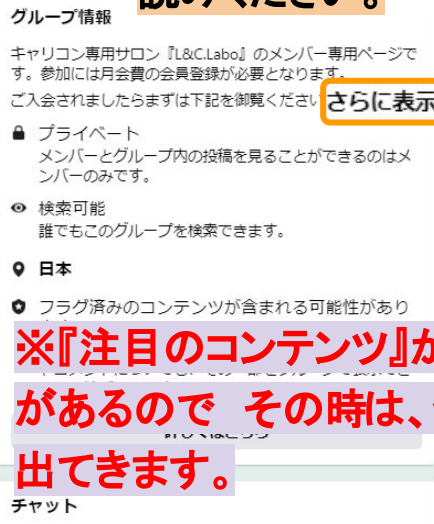 読みください。
グループ情報
キャリコン専用サロン『L&C.Labo』のメンバー専用ページで
す。参加には月会費の会員登録が必要となります。
ご入会されましたらまずは下記を御覧ください
さらに表示
プライベート
メンバーとグループ内の投稿を見ることができるのはメ
ンバーのみです。
検索可能
誰でもこのグループを検索できます。
日本
フラグ済みのコンテンツが含まれる可能性があり
※『注目のコンテンツ』か
があるので その時は、
出てきます。
チャット